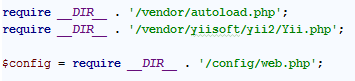 require __DIR__ . '/vendor/autoload.php';
require __DIR__ . '/vendor/yiisoft/yii2/Yii.php';
$config = require __DIR__ . '/config/web.php';